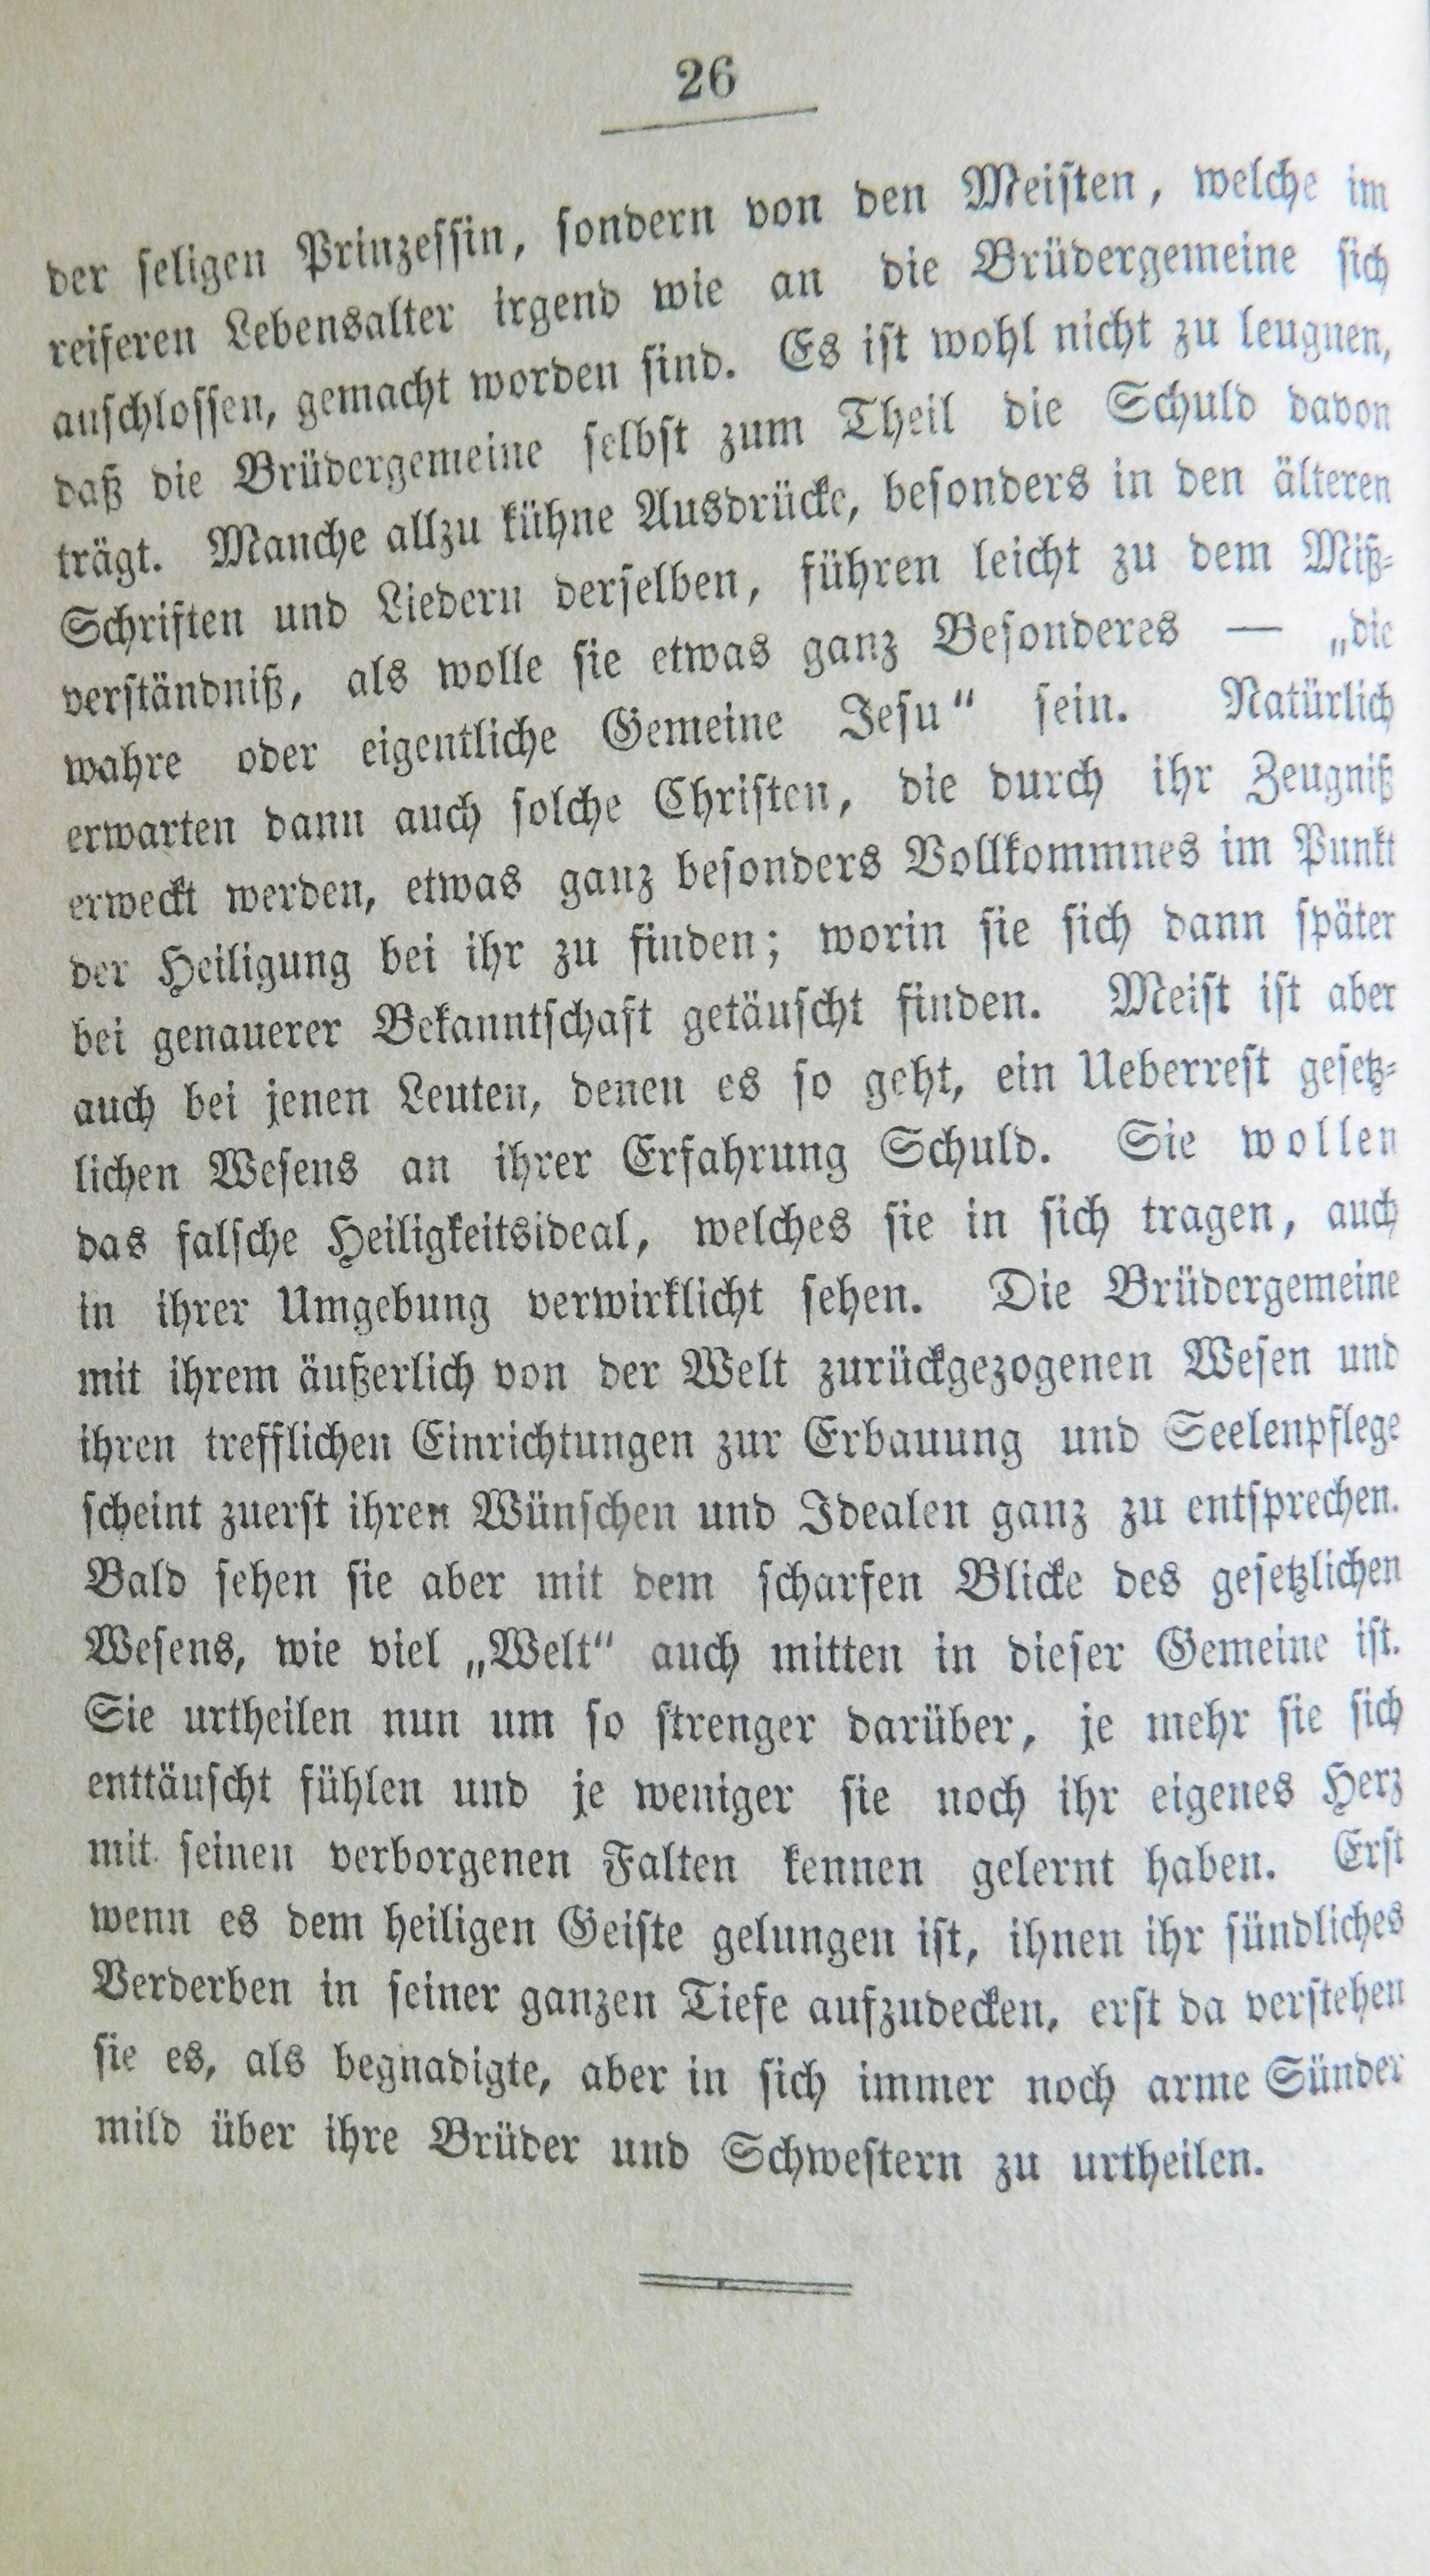 26
der seligen Prinzessin, sondern von den Meisten, welche im
reiferen Lebensalter irgend wie an die Brüdergemeine sich
anschlossen, gemacht worden sind. Es ist wohl nicht zu leugnen,
daß die Brüdergemeine selbst zum Theil die Schuld davon
trägt. Manche allzu kühne Ausdrücke, besonders in den älteren
Schriften und Liedern derselben, führen leicht zu dem Miß-
verständniß, als wolle sie etwas ganz Besonderes — „die
wahre oder eigentliche Gemeine Jesu“ sein. Natürlich
erwarten dann auch solche Christen, die durch ihr Zeugniß
erweckt werden, etwas ganz besonders Vollkommnes im Punkt
der Heiligung bei ihr zu finden; worin sie sich dann später
bei genauerer Bekanntschaft getäuscht finden. Meist ist aber
auch bei jenen Leuten, denen es so geht, ein Ueberrest gesetz-
lichen Wesens an ihrer Erfahrung Schuld. Sie wollen
das falsche Heiligkeitsideal, welches sie in sich tragen, auch
in ihrer Umgebung verwirklicht sehen. Die Brüdergemeine
mit ihrem äußerlich von der Welt zurückgezogenen Wesen und
ihren trefflichen Einrichtungen zur Erbauung und Seelenpflege
scheint zuerst ihren Wünschen und Idealen ganz zu entsprechen.
Bald sehen sie aber mit dem scharfen Blicke des gesetzlichen
Wesens, wie viel „Welt“ auch mitten in dieser Gemeine ist.
Sie urtheilen nun um so strenger darüber, je mehr sie sich
enttäuscht fühlen und je weniger sie noch ihr eigenes Herz
mit seinen verborgenen Falten kennen gelernt haben. Erst
wenn es dem heiligen Geiste gelungen ist, ihnen ihr sündliches
Verderben in seiner ganzen Tiefe aufzudecken, erst da verstehen
sie es, als begnadigte, aber in sich immer noch arme Sünder
mild über ihre Brüder und Schwestern zu urtheilen.